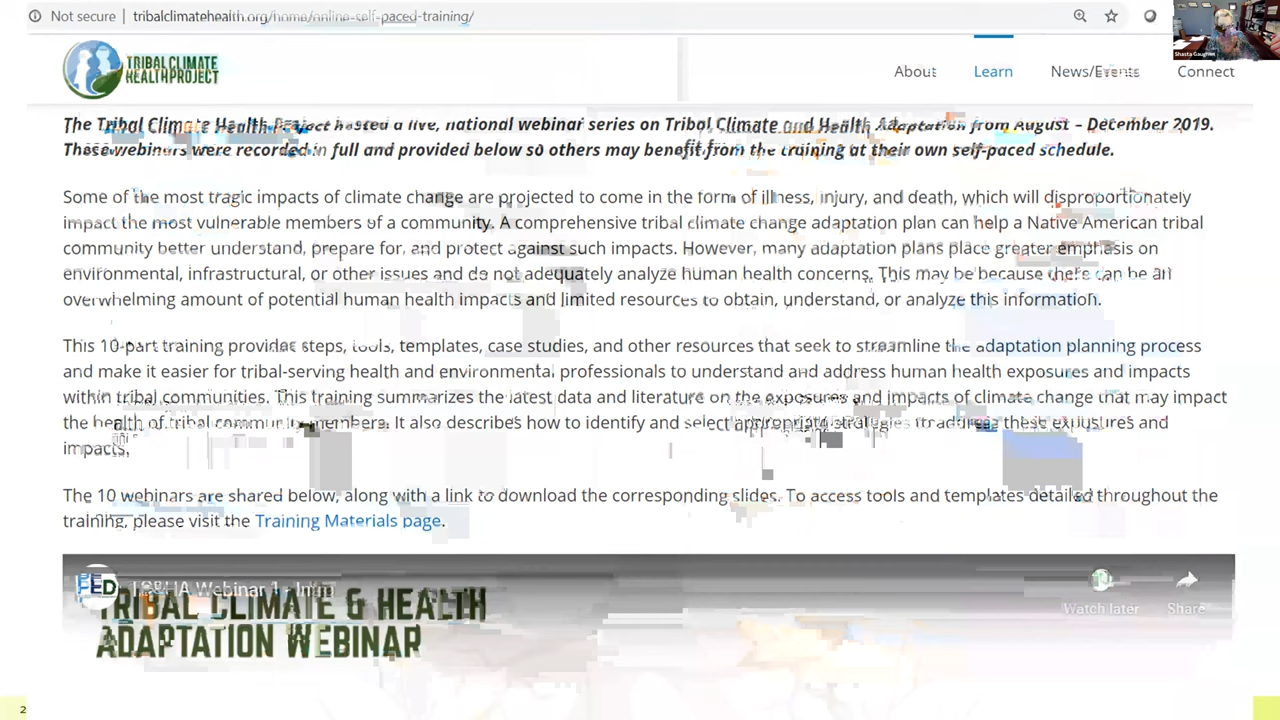 Not secure | tribalclimatehealth.org/home/online-self-paced-training/
Shasta Gaughen
TRIBAL CLIMATE
HEALTH PROJECT
About Learn News/Events Connect
The Tribal Climate Health Project hosted a live, national webinar series on Tribal Climate and Health Adaptation from August – December 2019.
These webinars were recorded in full and provided below so others may benefit from the training at their own self-paced schedule.
Some of the most tragic impacts of climate change are projected to come in the form of illness, injury, and death, which will disproportionately
impact the most vulnerable members of a community. A comprehensive tribal climate change adaptation plan can help a Native American tribal
community better understand, prepare for, and protect against such impacts. However, many adaptation plans place greater emphasis on
environmental, infrastructural, or other issues and do not adequately analyze human health concerns. This may be because there can be an
overwhelming amount of potential human health impacts and limited resources to obtain, understand, or analyze this information.
This 10-part training provides steps, tools, templates, case studies, and other resources that seek to streamline the adaptation planning process
and make it easier for tribal-serving health and environmental professionals to understand and address human health exposures and impacts
within tribal communities. This training summarizes the latest data and literature on the exposures and impacts of climate change that may impact
the health of tribal community members. It also describes how to identify and select appropriate strategies to address these exposures and
impacts.
The 10 webinars are shared below, along with a link to download the corresponding slides. To access tools and templates detailed throughout the
training, please visit the Training Materials page.
Webinar 1 - Intro
Watch later Share
TRIBAL CLIMATE & HEALTH
ADAPTATION WEBINAR
2